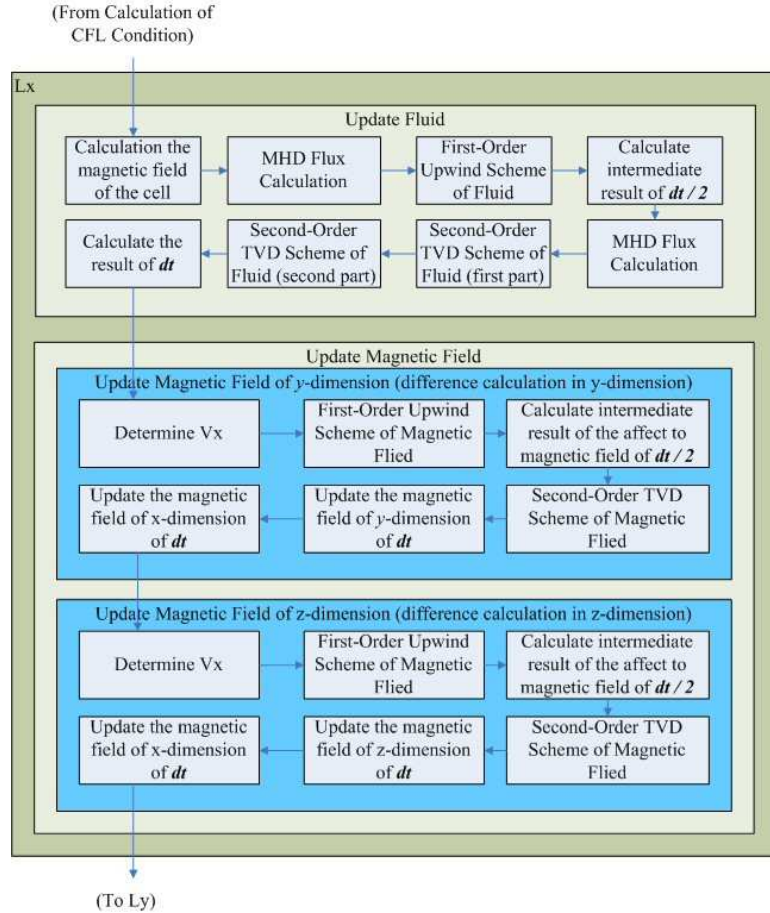 (From Calculation of
CFL Condition)
Lx
Update Fluid
Calculation the
magnetic field
of the cell
MHD Flux
Calculation
First-Order
Upwind Scheme
of Fluid
Calculate
intermediate
result of dt / 2
Calculate the
result of dt
Second-Order
TVD Scheme of
Fluid (second part)
Second-Order
TVD Scheme of
Fluid (first part)
MHD Flux
Calculation
Update Magnetic Field
Update Magnetic Field of y-dimension (difference calculation in y-dimension)
Determine Vx
First-Order Upwind
Scheme of Magnetic
Flied
Calculate intermediate
result of the affect to
magnetic field of dt / 2
Update the magnetic
field of x-dimension
of dt
Update the magnetic
field of y-dimension
of dt
Second-Order TVD
Scheme of Magnetic
Flied
Update Magnetic Field of z-dimension (difference calculation in z-dimension)
Determine Vx
First-Order Upwind
Scheme of Magnetic
Flied
Calculate intermediate
result of the affect to
magnetic field of dt / 2
Update the magnetic
field of x-dimension
of dt
Update the magnetic
field of z-dimension
of dt
Second-Order TVD
Scheme of Magnetic
Flied
(To Ly)